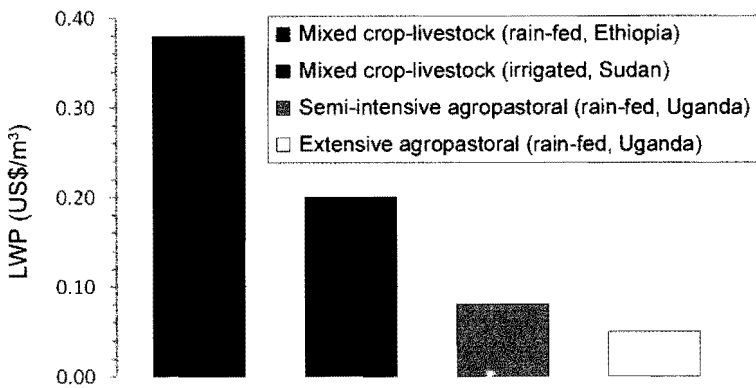 0.40
0.30
0.20
0.10
0.00
LWP (US$/m³)
Mixed crop-livestock (rain-fed, Ethiopia)
Mixed crop-livestock (irrigated, Sudan)
Semi-intensive agropastoral (rain-fed, Uganda)
Extensive agropastoral (rain-fed, Uganda)